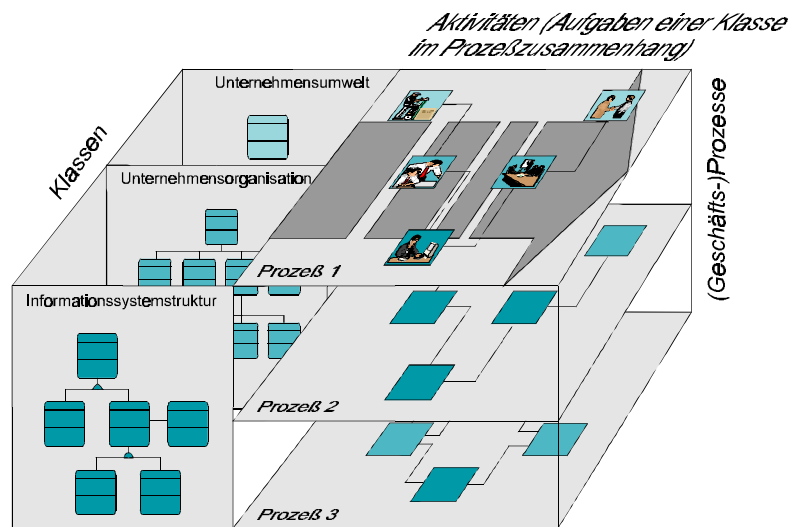 Aktivitäten (Aufgaben einer Klasse
im Prozeßzusammenhang)
Unternehmensumwelt
Klassen
(Geschäfts-)Prozesse
Unternehmensorganisation
Prozeß 1
Informationssystemstruktur
Prozeß 2
Prozeß 3